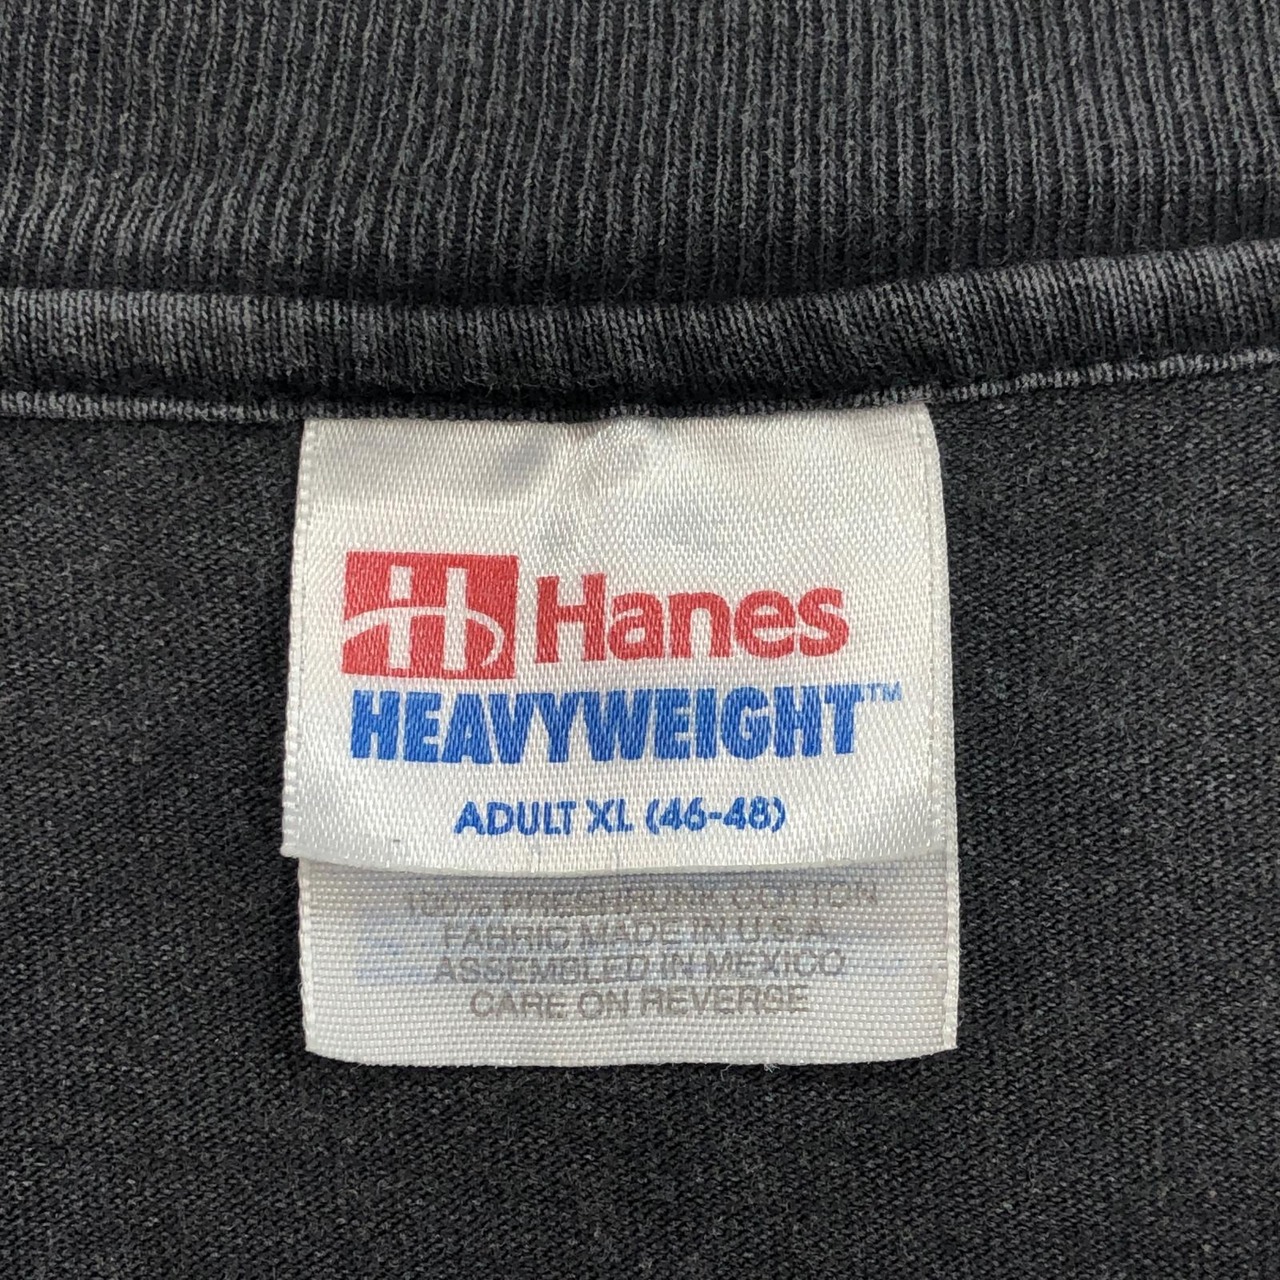 H Hanes
HEAVYWEIGHT™
ADULT XL (46-48)
100% PRESHRUNK COTTON
FABRIC MADE IN U.S.A.
ASSEMBLED IN MEXICO
CARE ON REVERSE